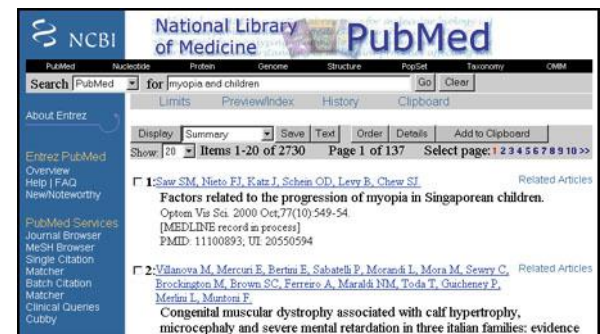 NCBI
National Library
of Medicine
PubMed
PubMed Nucleotide Protein Genome Structure PopSet Taxonomy OMIM
Search PubMed for myopia and children Go Clear
Limits Preview/Index History Clipboard
About Entrez
Display Summary Save Text Order Details Add to Clipboard
Show: 20 Items 1-20 of 2730 Page 1 of 137 Select page: 1 2 3 4 5 6 7 8 9 10 >>
Entrez PubMed
Overview
Help | FAQ
New/Noteworthy
PubMed Services
Journal Browser
MeSH Browser
Single Citation
Matcher
Batch Citation
Matcher
Clinical Queries
Cubby
1: Saw SM, Nieto FJ, Katz J, Schein OD, Levy B, Chew SJ. Related Articles
Factors related to the progression of myopia in Singaporean children.
Optom Vis Sci. 2000 Oct;77(10):549-54.
[MEDLINE record in process]
PMID: 11100893; UI: 20550594
2: Villanova M, Mercuri E, Bertini E, Sabatelli P, Morandi L, Mora M, Sewry C, Related Articles
Brockington M, Brown SC, Ferreiro A, Maraldi NM, Toda T, Guicheney P,
Merlini L, Muntoni F.
Congenital muscular dystrophy associated with calf hypertrophy,
microcephaly and severe mental retardation in three italian families: evidence